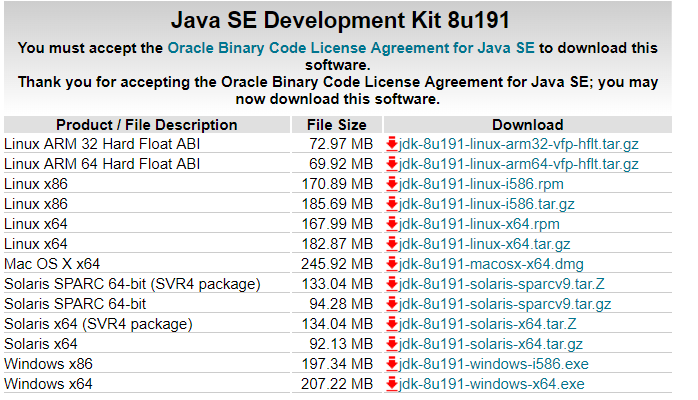 Java SE Development Kit 8u191
You must accept the Oracle Binary Code License Agreement for Java SE to download this
software.
Thank you for accepting the Oracle Binary Code License Agreement for Java SE; you may
now download this software.
Product / File Description File Size Download
Linux ARM 32 Hard Float ABI 72.97 MB jdk-8u191-linux-arm32-vfp-hflt.tar.gz
Linux ARM 64 Hard Float ABI 69.92 MB jdk-8u191-linux-arm64-vfp-hflt.tar.gz
Linux x86 170.89 MB jdk-8u191-linux-i586.rpm
Linux x86 185.69 MB jdk-8u191-linux-i586.tar.gz
Linux x64 167.99 MB jdk-8u191-linux-x64.rpm
Linux x64 182.87 MB jdk-8u191-linux-x64.tar.gz
Mac OS X x64 245.92 MB jdk-8u191-macosx-x64.dmg
Solaris SPARC 64-bit (SVR4 package) 133.04 MB jdk-8u191-solaris-sparcv9.tar.Z
Solaris SPARC 64-bit 94.28 MB jdk-8u191-solaris-sparcv9.tar.gz
Solaris x64 (SVR4 package) 134.04 MB jdk-8u191-solaris-x64.tar.Z
Solaris x64 92.13 MB jdk-8u191-solaris-x64.tar.gz
Windows x86 197.34 MB jdk-8u191-windows-i586.exe
Windows x64 207.22 MB jdk-8u191-windows-x64.exe